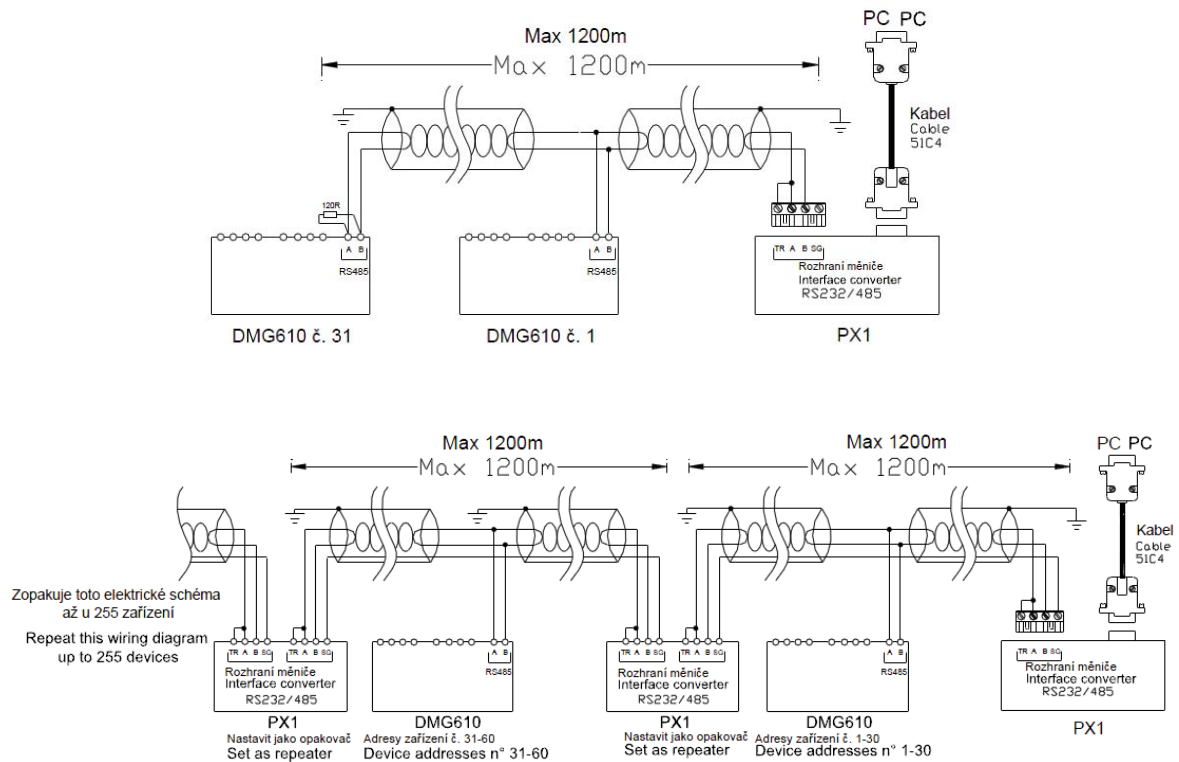 PC PC
Max 1200m
Max 1200m
Kabel
Cable
51C4
120R
A B
RS485
A B
RS485
TR A B SG
Rozhraní měniče
Interface converter
RS232/485
DMG610 č. 31
DMG610 č. 1
PX1
Max 1200m
Max 1200m
Max 1200m
Max 1200m
PC PC
Kabel
Cable
51C4
Zopakuje toto elektrické schéma
až u 255 zařízení
Repeat this wiring diagram
up to 255 devices
TR A B SG
TR A B SG
Rozhraní měniče
Interface converter
RS232/485
PX1
Nastavit jako opakovač
Set as repeater
A B
RS485
DMG610
Adresy zařízení č. 31-60
Device addresses n° 31-60
TR A B SG
TR A B SG
Rozhraní měniče
Interface converter
RS232/485
PX1
Nastavit jako opakovač
Set as repeater
A B
RS485
DMG610
Adresy zařízení č. 1-30
Device addresses n° 1-30
TR A B SG
Rozhraní měniče
Interface converter
RS232/485
PX1